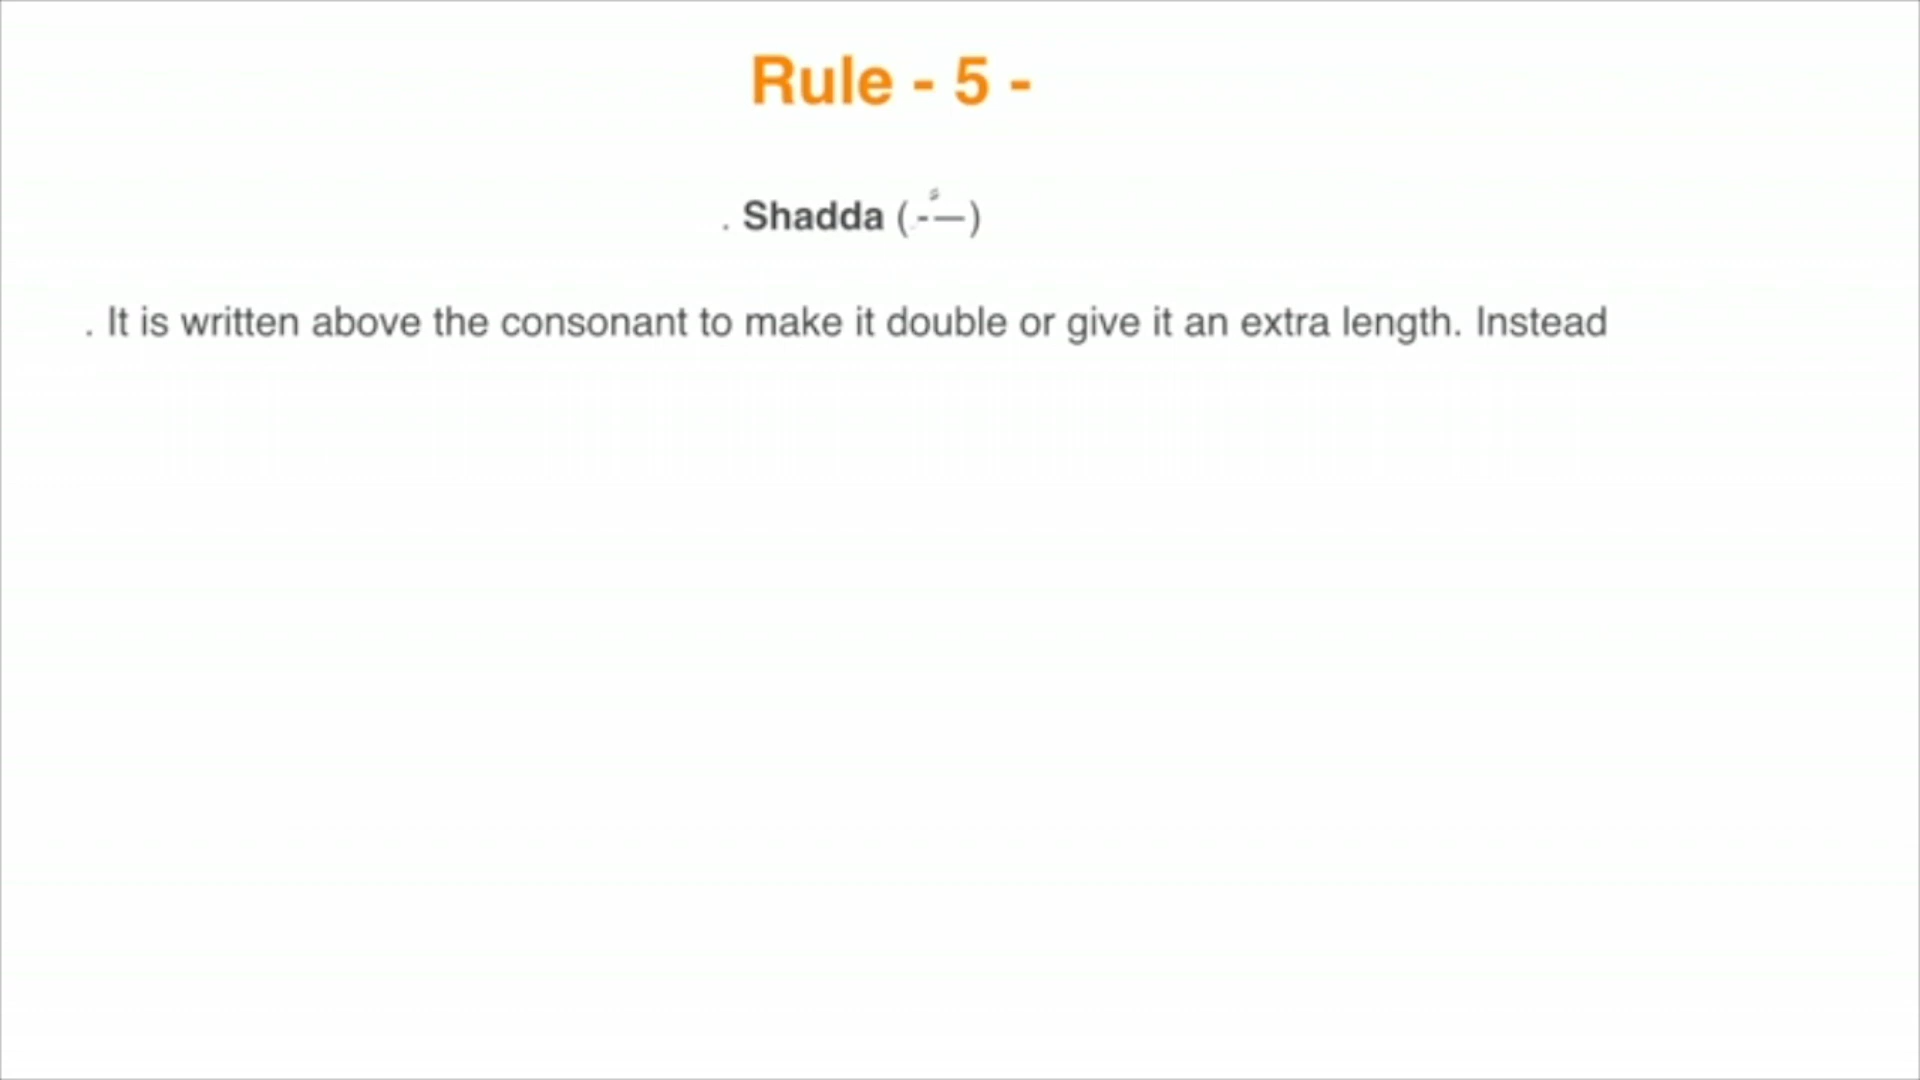 Rule - 5 -
. Shadda (-ّ—)
. It is written above the consonant to make it double or give it an extra length. Instead